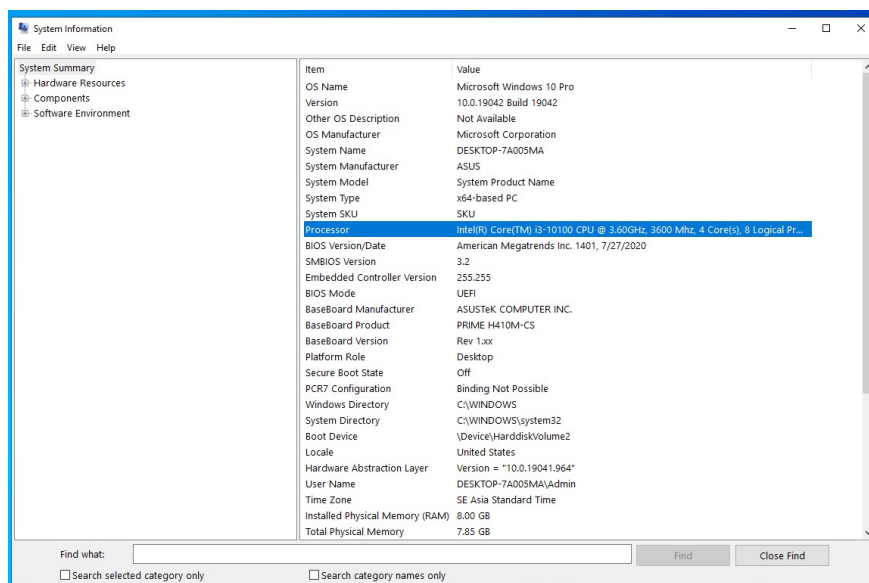 System Information
File Edit View Help
System Summary
Hardware Resources
Components
Software Environment
Item Value
OS Name Microsoft Windows 10 Pro
Version 10.0.19042 Build 19042
Other OS Description Not Available
OS Manufacturer Microsoft Corporation
System Name DESKTOP-7A005MA
System Manufacturer ASUS
System Model System Product Name
System Type x64-based PC
System SKU SKU
Processor Intel(R) Core(TM) i3-10100 CPU @ 3.60GHz, 3600 Mhz, 4 Core(s), 8 Logical Pr...
BIOS Version/Date American Megatrends Inc. 1401, 7/27/2020
SMBIOS Version 3.2
Embedded Controller Version 255.255
BIOS Mode UEFI
BaseBoard Manufacturer ASUSTeK COMPUTER INC.
BaseBoard Product PRIME H410M-CS
BaseBoard Version Rev 1.xx
Platform Role Desktop
Secure Boot State Off
PCR7 Configuration Binding Not Possible
Windows Directory C:\WINDOWS
System Directory C:\WINDOWS\system32
Boot Device \Device\HarddiskVolume2
Locale United States
Hardware Abstraction Layer Version = "10.0.19041.964"
User Name DESKTOP-7A005MA\Admin
Time Zone SE Asia Standard Time
Installed Physical Memory (RAM) 8.00 GB
Total Physical Memory 7.85 GB
Find what: Find Close Find
Search selected category only Search category names only